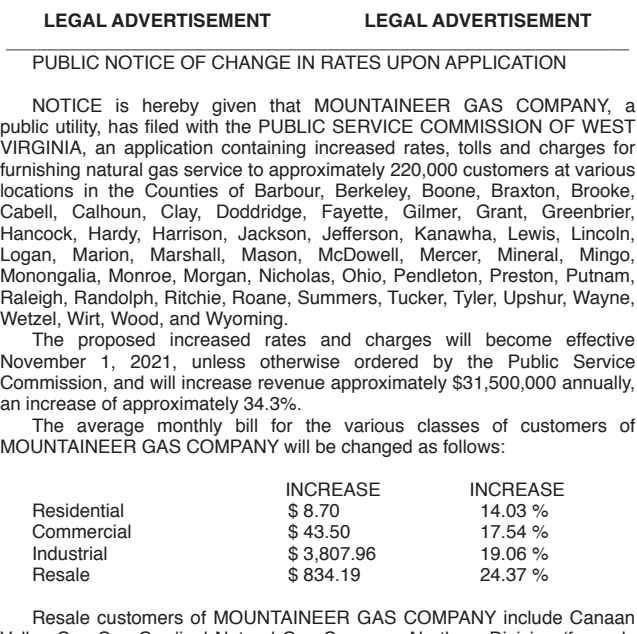 LEGAL ADVERTISEMENT LEGAL ADVERTISEMENT
PUBLIC NOTICE OF CHANGE IN RATES UPON APPLICATION
NOTICE is hereby given that MOUNTAINEER GAS COMPANY, a
public utility, has filed with the PUBLIC SERVICE COMMISSION OF WEST
VIRGINIA, an application containing increased rates, tolls and charges for
furnishing natural gas service to approximately 220,000 customers at various
locations in the Counties of Barbour, Berkeley, Boone, Braxton, Brooke,
Cabell, Calhoun, Clay, Doddridge, Fayette, Gilmer, Grant, Greenbrier,
Hancock, Hardy, Harrison, Jackson, Jefferson, Kanawha, Lewis, Lincoln,
Logan, Marion, Marshall, Mason, McDowell, Mercer, Mineral, Mingo,
Monongalia, Monroe, Morgan, Nicholas, Ohio, Pendleton, Preston, Putnam,
Raleigh, Randolph, Ritchie, Roane, Summers, Tucker, Tyler, Upshur, Wayne,
Wetzel, Wirt, Wood, and Wyoming.
The proposed increased rates and charges will become effective
November 1, 2021, unless otherwise ordered by the Public Service
Commission, and will increase revenue approximately $31,500,000 annually,
an increase of approximately 34.3%.
The average monthly bill for the various classes of customers of
MOUNTAINEER GAS COMPANY will be changed as follows:
INCREASE INCREASE
Residential $ 8.70 14.03 %
Commercial $ 43.50 17.54 %
Industrial $ 3,807.96 19.06 %
Resale $ 834.19 24.37 %
Resale customers of MOUNTAINEER GAS COMPANY include Canaan